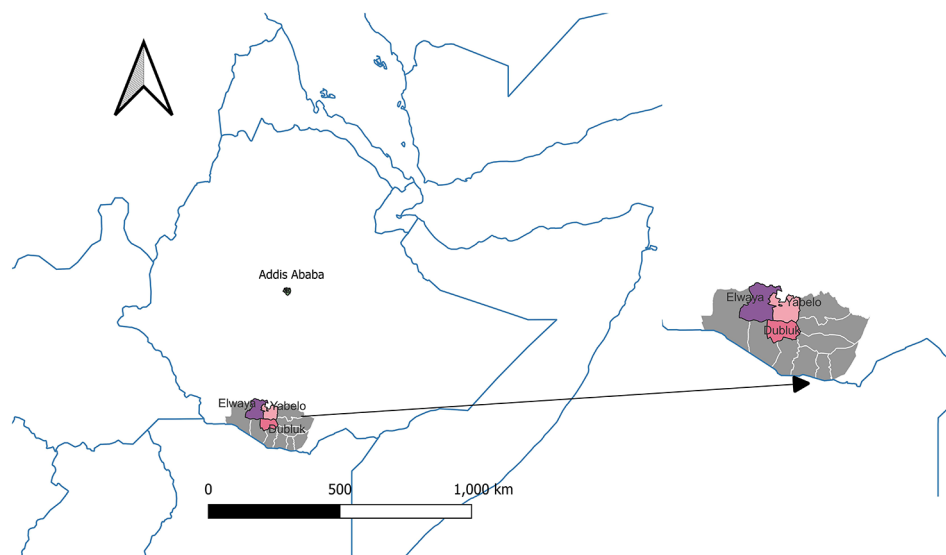 Addis Ababa
Elwaya
Yabelo
Dubluk
Elwaya
Yabelo
Dubluk
0 500 1,000 km